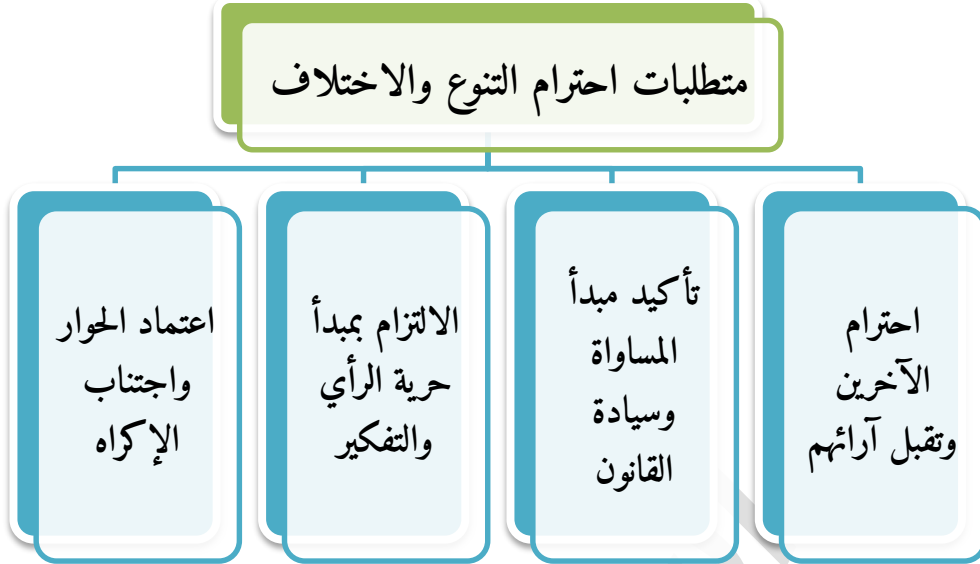 متطلبات احترام التنوع والاختلاف
احترام
الآخرين
وتقبل آرائهم
تأكيد مبدأ
المساواة
وسيادة
القانون
الالتزام بمبدأ
حرية الرأي
والتفكير
اعتماد الحوار
واجتناب
الإكراه